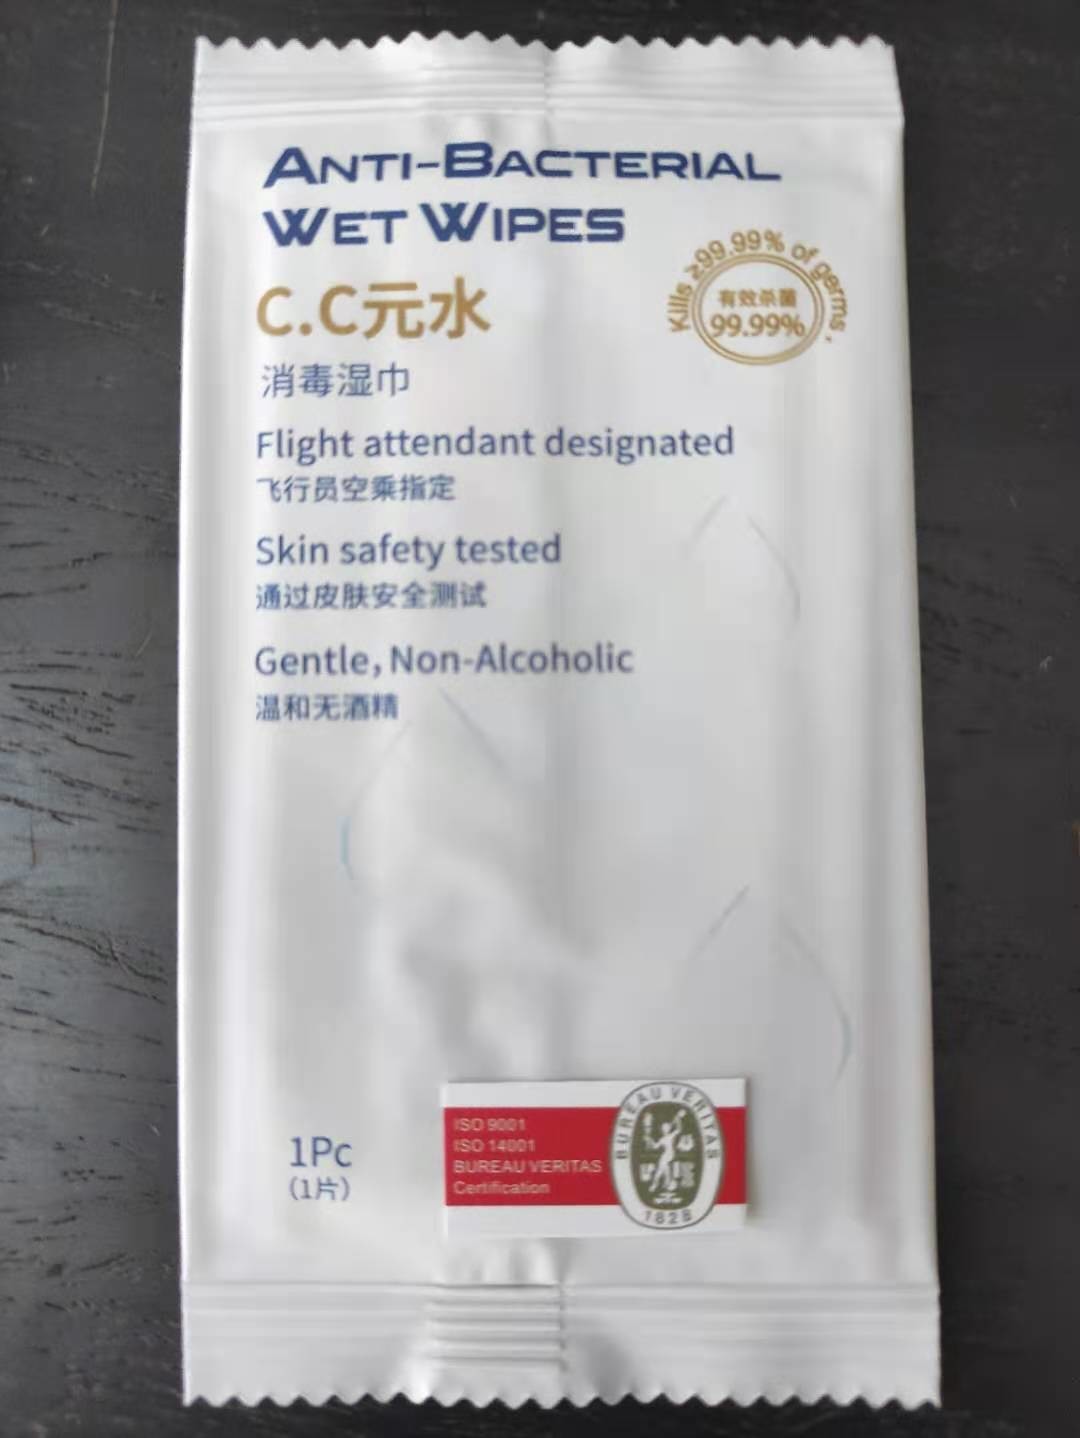 ANTI-BACTERIAL
WET WIPES
C.C元水
消毒湿巾
Kills ≥99.99% of germs,
有效杀菌
99.99%
Flight attendant designated
飞行员空乘指定
Skin safety tested
通过皮肤安全测试
Gentle, Non-Alcoholic
温和无酒精
1Pc
(1片)
ISO 9001
ISO 14001
BUREAU VERITAS
Certification
BUREAU VERITAS
1828